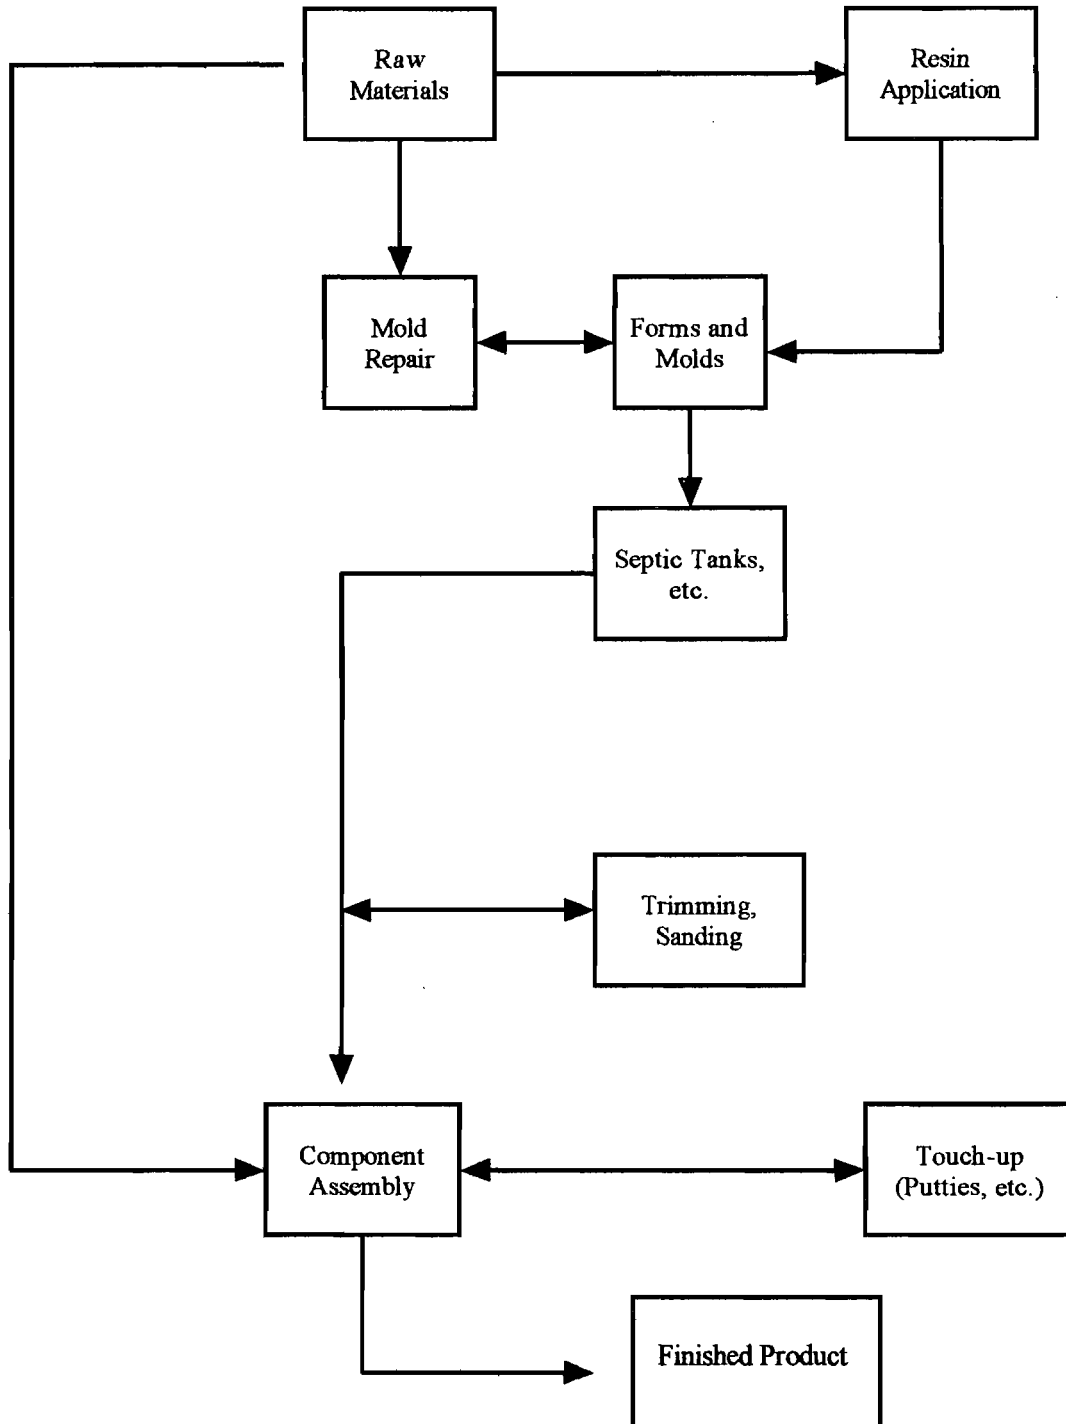 Raw
Materials
Resin
Application
Mold
Repair
Forms and
Molds
Septic Tanks,
etc.
Trimming,
Sanding
Component
Assembly
Touch-up
(Putties, etc.)
Finished Product